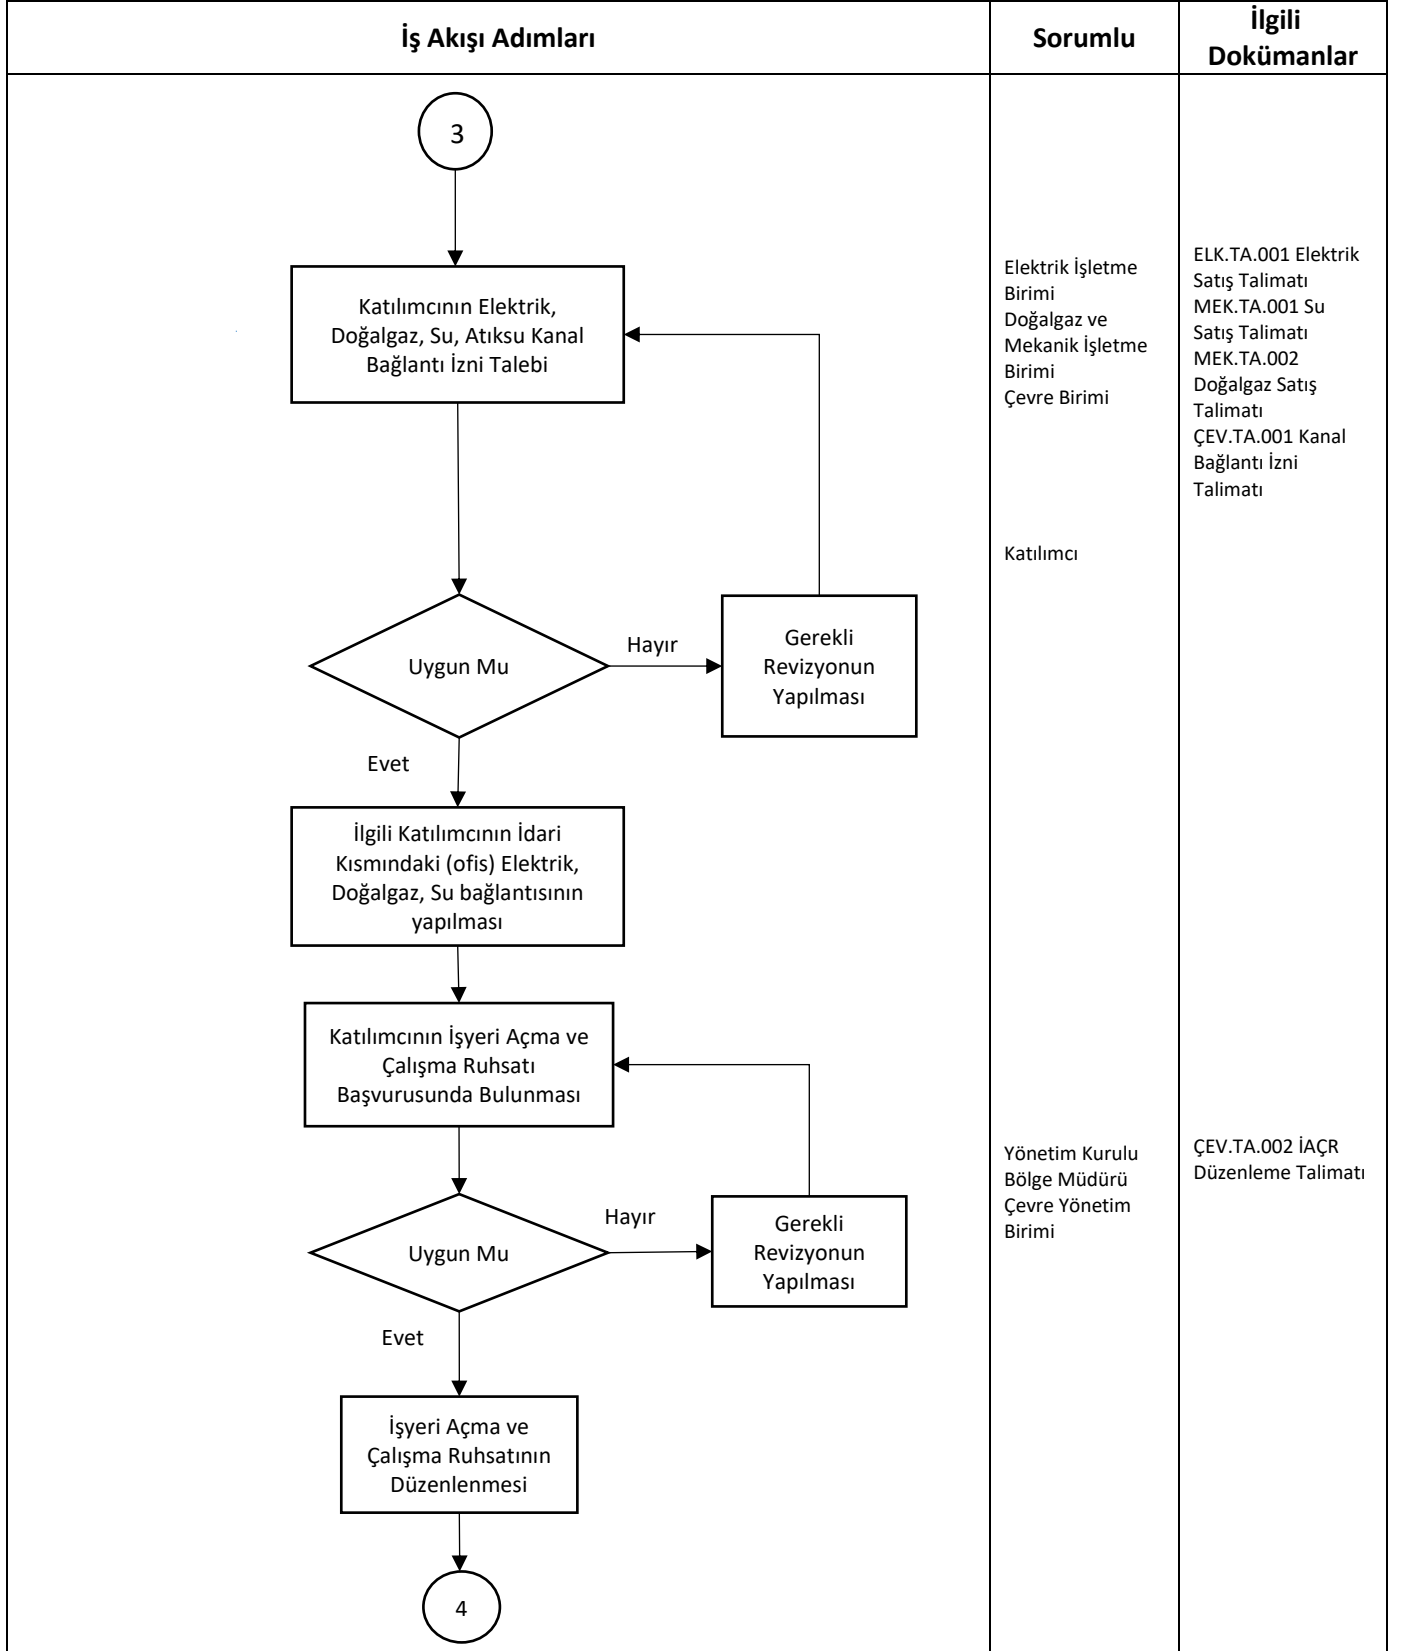 İş Akışı Adımları
Sorumlu
İlgili
Dokümanlar
3
Katılımcının Elektrik,
Doğalgaz, Su, Atıksu Kanal
Bağlantı İzni Talebi
Elektrik İşletme
Birimi
Doğalgaz ve
Mekanik İşletme
Birimi
Çevre Birimi
ELK.TA.001 Elektrik
Satış Talimatı
MEK.TA.001 Su
Satış Talimatı
MEK.TA.002
Doğalgaz Satış
Talimatı
ÇEV.TA.001 Kanal
Bağlantı İzni
Talimatı
Katılımcı
Uygun Mu
Hayır
Gerekli
Revizyonun
Yapılması
Evet
İlgili Katılımcının İdari
Kısmındaki (ofis) Elektrik,
Doğalgaz, Su bağlantısının
yapılması
Katılımcının İşyeri Açma ve
Çalışma Ruhsatı
Başvurusunda Bulunması
Yönetim Kurulu
Bölge Müdürü
Çevre Yönetim
Birimi
ÇEV.TA.002 İAÇR
Düzenleme Talimatı
Uygun Mu
Hayır
Gerekli
Revizyonun
Yapılması
Evet
İşyeri Açma ve
Çalışma Ruhsatının
Düzenlenmesi
4